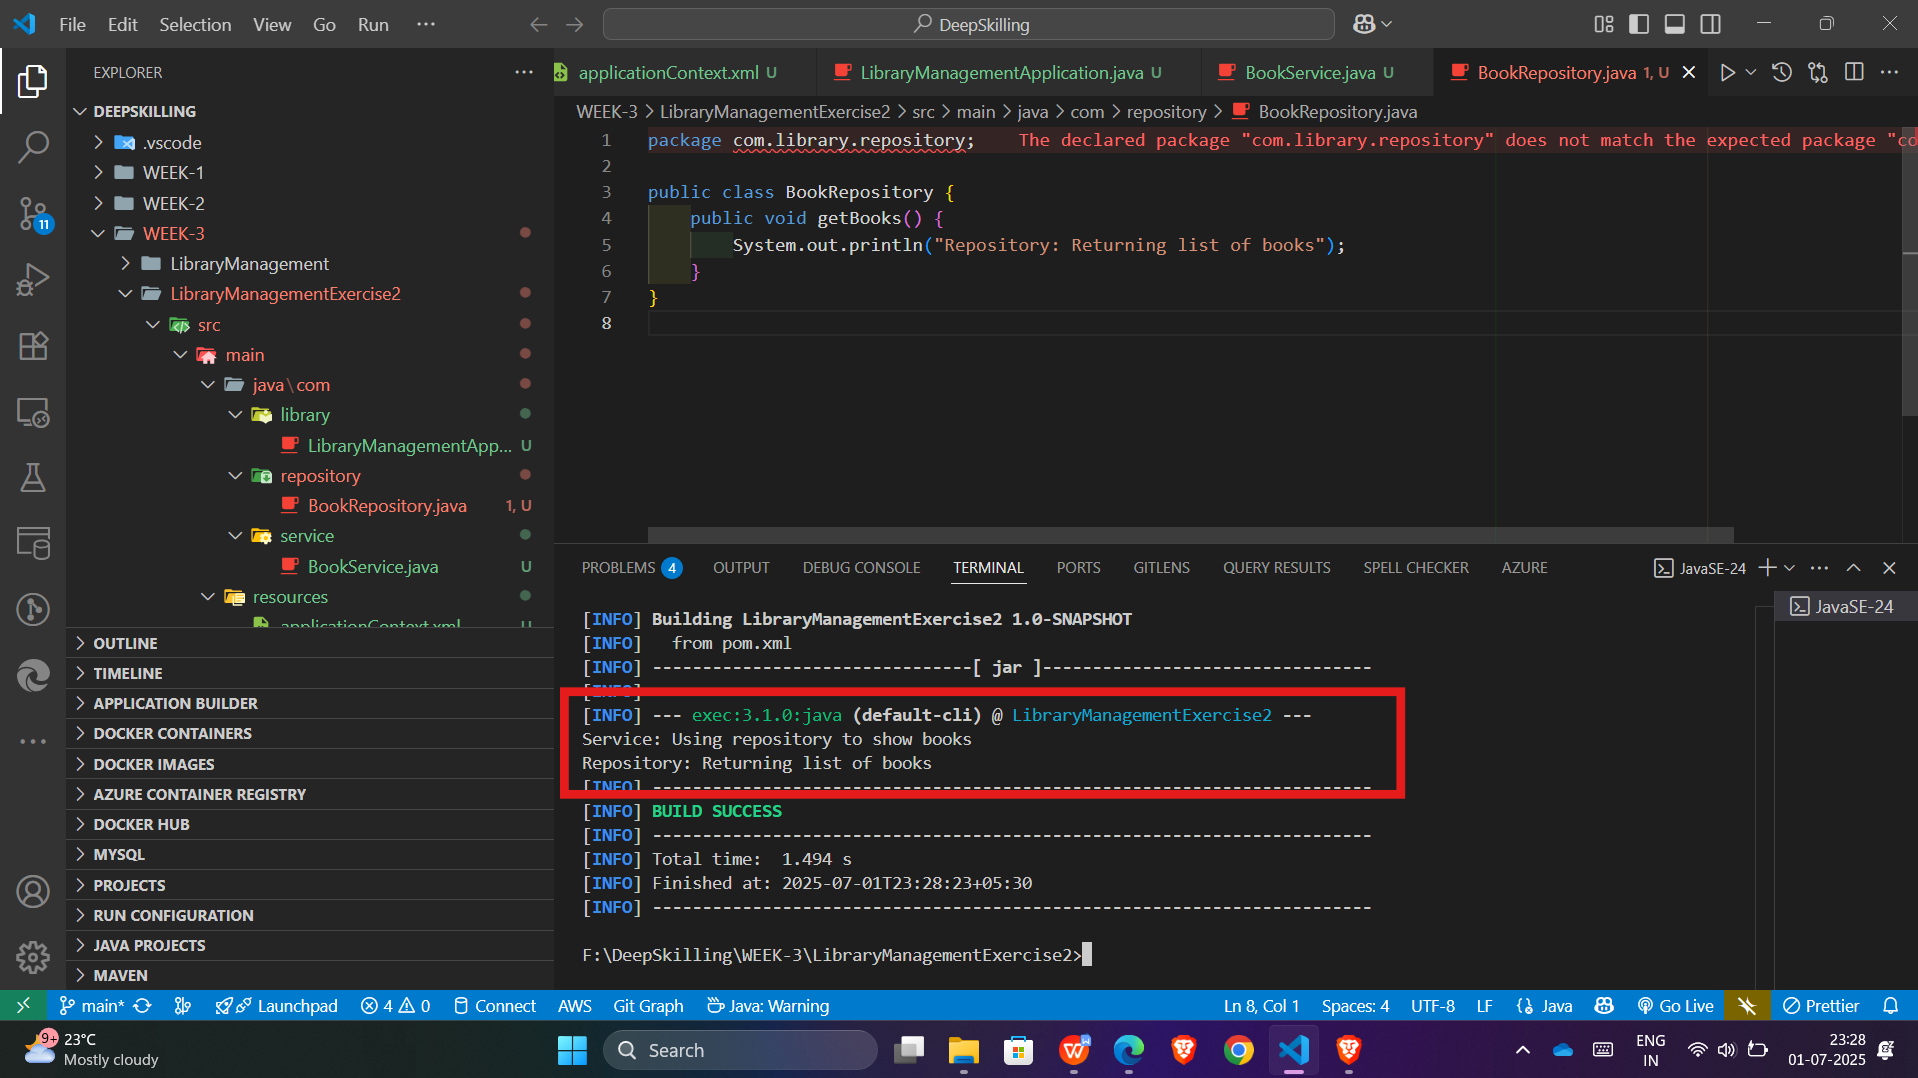 File Edit Selection View Go Run ···
DeepSkilling
EXPLORER
DEEPSKILLING
.vscode
WEEK-1
WEEK-2
WEEK-3
LibraryManagement
LibraryManagementExercise2
src
main
java\com
library
LibraryManagementApp... U
repository
BookRepository.java 1, U
service
BookService.java U
resources
applicationContext.xml U
OUTLINE
TIMELINE
APPLICATION BUILDER
DOCKER CONTAINERS
DOCKER IMAGES
AZURE CONTAINER REGISTRY
DOCKER HUB
MYSQL
PROJECTS
RUN CONFIGURATION
JAVA PROJECTS
MAVEN
11
applicationContext.xml U LibraryManagementApplication.java U BookService.java U BookRepository.java 1, U
WEEK-3 > LibraryManagementExercise2 > src > main > java > com > repository > BookRepository.java
1 package com.library.repository; The declared package "com.library.repository" does not match the expected package "co
2
3 public class BookRepository {
4 public void getBooks() {
5 System.out.println("Repository: Returning list of books");
6 }
7 }
8
PROBLEMS 4 OUTPUT DEBUG CONSOLE TERMINAL PORTS GITLENS QUERY RESULTS SPELL CHECKER AZURE JavaSE-24
JavaSE-24
[INFO] Building LibraryManagementExercise2 1.0-SNAPSHOT
[INFO]   from pom.xml
[INFO] --------------------------------[ jar ]---------------------------------
[INFO]
[INFO] --- exec:3.1.0:java (default-cli) @ LibraryManagementExercise2 ---
Service: Using repository to show books
Repository: Returning list of books
[INFO] ------------------------------------------------------------------------
[INFO] BUILD SUCCESS
[INFO] ------------------------------------------------------------------------
[INFO] Total time:  1.494 s
[INFO] Finished at: 2025-07-01T23:28:23+05:30
[INFO] ------------------------------------------------------------------------
F:\DeepSkilling\WEEK-3\LibraryManagementExercise2>
main* Launchpad 4 0 Connect AWS Git Graph Java: Warning Ln 8, Col 1 Spaces: 4 UTF-8 LF {} Java Go Live Prettier
9+ 23°C
Mostly cloudy
Search
ENG
IN
23:28
01-07-2025